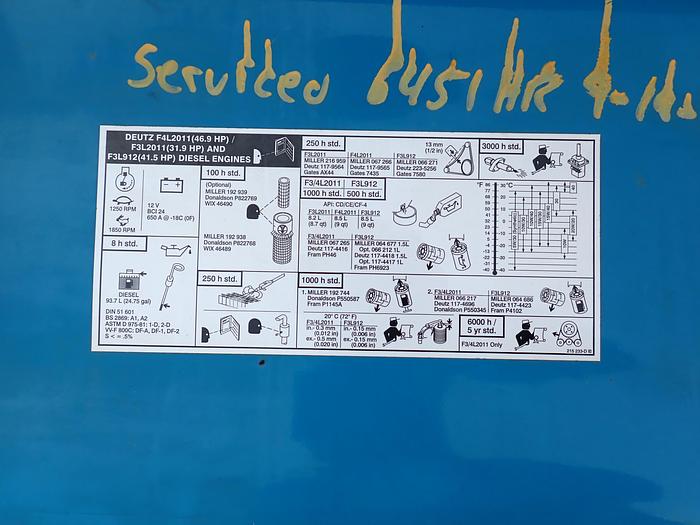 Serviced 6451 HR
DEUTZ F4L2011(46.9 HP) /
F3L2011(31.9 HP) AND
F3L912(41.5 HP) DIESEL ENGINES
1250 RPM
1850 RPM
12 V
BCI 24
650 A @ -18C (0F)
8 h std.
DIESEL
93.7 L (24.75 gal)
DIN 51 601
BS 2869: A1, A2
ASTM D 975-81: 1-D, 2-D
VV-F 800C: DF-A, DF-1, DF-2
S < = .5%
100 h std.
(Optional)
MILLER 192 939
Donaldson P822769
WIX 46490
MILLER 192 938
Donaldson P822768
WIX 46489
250 h std.
250 h std.
F3L2011 F4L2011 F3L912
MILLER 216 959 MILLER 067 266 MILLER 066 271
Deutz 117-9564 Deutz 117-9565 Deutz 223-5256
Gates AX44 Gates 7435 Gates 7580
13 mm
(1/2 in)
F3/4L2011 F3L912
1000 h std. 500 h std.
API: CD/CE/CF-4
F3L2011 F4L2011 F3L912
8.2 L 8.5 L 8.5 L
(8.7 qt) (9 qt) (9 qt)
F3/4L2011 F3L912
MILLER 067 265 MILLER 064 677 1.5L
Deutz 117-4416 Opt. 066 212 1L
Fram PH46 Deutz 117-4418 1.5L
Opt. 117-4417 1L
Fram PH6923
3000 h std.
°F 30°C
1000 h std.
1. MILLER 192 744
Donaldson P550587
Fram P1145A
2. F3/4L2011 F3L912
MILLER 066 217 MILLER 064 686
Deutz 117-4696 Deutz 117-4423
Donaldson P550345 Fram P4102
20° C (72° F)
F3/4L2011 F3L912
in.- 0.3 mm in.- 0.15 mm
(0.012 in) (0.006 in)
ex.- 0.5 mm ex.- 0.15 mm
(0.020 in) (0.006 in)
6000 h /
5 yr std.
F3/4L2011 Only
215 233-D